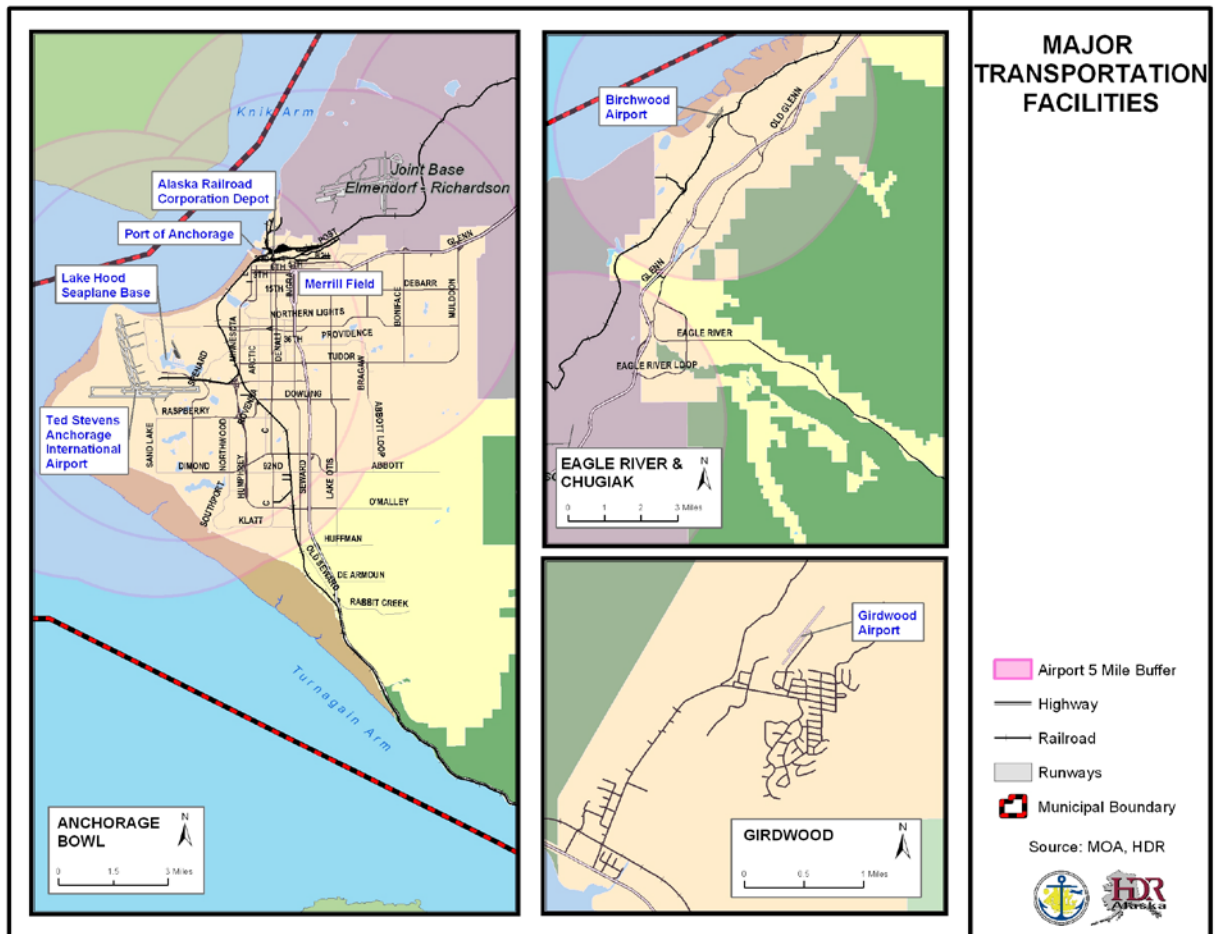 MAJOR
TRANSPORTATION
FACILITIES
Knik Arm
Joint Base
Elmendorf - Richardson
Alaska Railroad
Corporation Depot
Port of Anchorage
POST
GLENN
Lake Hood
Seaplane Base
5TH
6TH
9TH
15TH
INGRA
Merrill Field
DEBARR
BONIFACE
MULDOON
NORTHERN LIGHTS
MINNESOTA
ARCTIC
DENALI
36TH
PROVIDENCE
TUDOR
SPENARD
BRAGAW
DOWLING
RASPBERRY
Ted Stevens
Anchorage
International
Airport
SAND LAKE
NORTHWOOD
C
ABBOTT LOOP
DIMOND
HUMPHREY
92ND
SEWARD
LAKE OTIS
ABBOTT
SOUTHPORT
C
O'MALLEY
KLATT
HUFFMAN
OLD SEWARD
DE ARMOUN
RABBIT CREEK
Turnagain Arm
ANCHORAGE
BOWL
N
0 1.5 3 Miles
Birchwood
Airport
OLD GLENN
GLENN
EAGLE RIVER
EAGLE RIVER LOOP
EAGLE RIVER &
CHUGIAK
N
0 1 2 3 Miles
Girdwood
Airport
GIRDWOOD
N
0 0.5 1 Miles
Airport 5 Mile Buffer
Highway
Railroad
Runways
Municipal Boundary
Source: MOA, HDR
HDR
Alaska